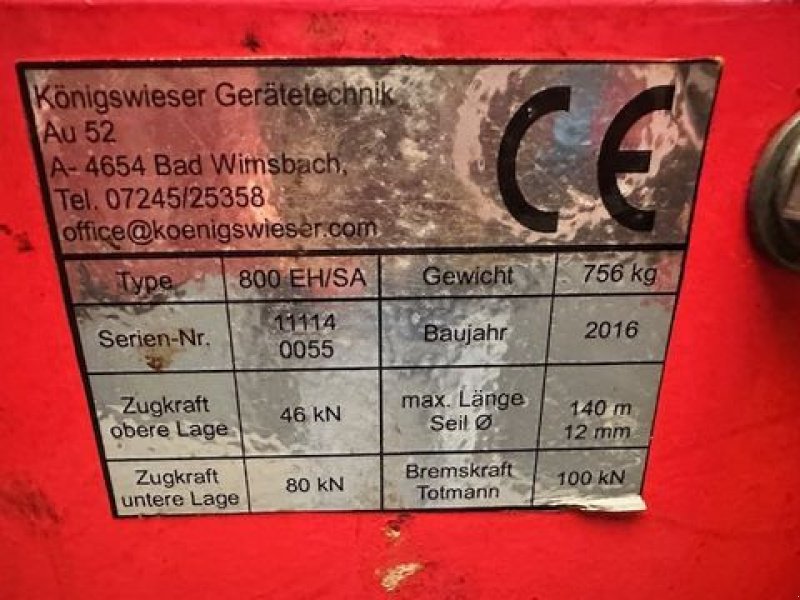 Königswieser Gerätetechnik
Au 52
A- 4654 Bad Wimsbach,
Tel. 07245/25358
office@koenigswieser.com
CE
Type 800 EH/SA Gewicht 756 kg
Serien-Nr. 11114 0055 Baujahr 2016
Zugkraft
obere Lage 46 kN
max. Länge 140 m
Seil Ø 12 mm
Zugkraft
untere Lage 80 kN
Bremskraft
Totmann 100 kN